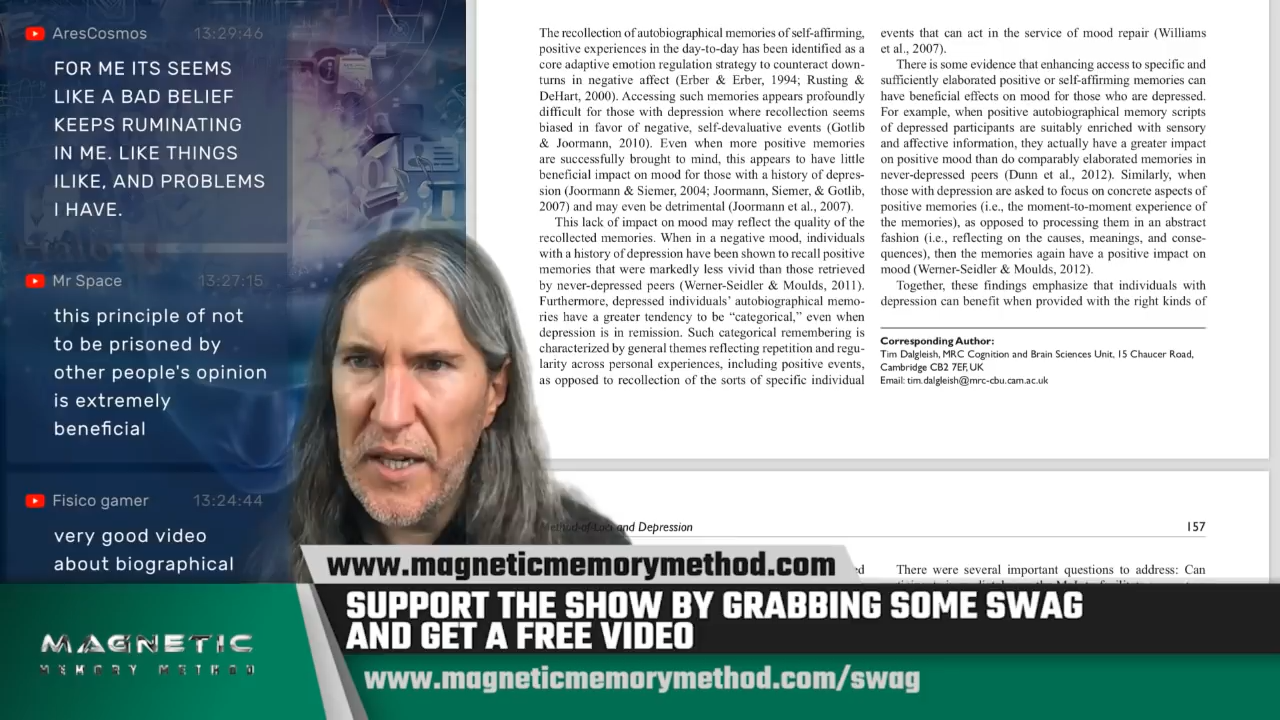 AresCosmos 13:29:46
FOR ME ITS SEEMS
LIKE A BAD BELIEF
KEEPS RUMINATING
IN ME. LIKE THINGS
ILIKE, AND PROBLEMS
I HAVE.
Mr Space 13:27:15
this principle of not
to be prisoned by
other people's opinion
is extremely
beneficial
Fisico gamer 13:24:44
very good video
about biographical
The recollection of autobiographical memories of self-affirming,
positive experiences in the day-to-day has been identified as a
core adaptive emotion regulation strategy to counteract down-
turns in negative affect (Erber & Erber, 1994; Rusting &
DeHart, 2000). Accessing such memories appears profoundly
difficult for those with depression where recollection seems
biased in favor of negative, self-devaluative events (Gotlib
& Joormann, 2010). Even when more positive memories
are successfully brought to mind, this appears to have little
beneficial impact on mood for those with a history of depres-
sion (Joormann & Siemer, 2004; Joormann, Siemer, & Gotlib,
2007) and may even be detrimental (Joormann et al., 2007).
This lack of impact on mood may reflect the quality of the
recollected memories. When in a negative mood, individuals
with a history of depression have been shown to recall positive
memories that were markedly less vivid than those retrieved
by never-depressed peers (Werner-Seidler & Moulds, 2011).
Furthermore, depressed individuals' autobiographical memo-
ries have a greater tendency to be “categorical,” even when
depression is in remission. Such categorical remembering is
characterized by general themes reflecting repetition and regu-
larity across personal experiences, including positive events,
as opposed to recollection of the sorts of specific individual
events that can act in the service of mood repair (Williams
et al., 2007).
There is some evidence that enhancing access to specific and
sufficiently elaborated positive or self-affirming memories can
have beneficial effects on mood for those who are depressed.
For example, when positive autobiographical memory scripts
of depressed participants are suitably enriched with sensory
and affective information, they actually have a greater impact
on positive mood than do comparably elaborated memories in
never-depressed peers (Dunn et al., 2012). Similarly, when
those with depression are asked to focus on concrete aspects of
positive memories (i.e., the moment-to-moment experience of
the memories), as opposed to processing them in an abstract
fashion (i.e., reflecting on the causes, meanings, and conse-
quences), then the memories again have a positive impact on
mood (Werner-Seidler & Moulds, 2012).
Together, these findings emphasize that individuals with
depression can benefit when provided with the right kinds of
Corresponding Author:
Tim Dalgleish, MRC Cognition and Brain Sciences Unit, 15 Chaucer Road,
Cambridge CB2 7EF, UK
Email: tim.dalgleish@mrc-cbu.cam.ac.uk
Method-of-Loci and Depression 157
There were several important questions to address: Can
www.magneticmemorymethod.com
SUPPORT THE SHOW BY GRABBING SOME SWAG
AND GET A FREE VIDEO
www.magneticmemorymethod.com/swag
MAGNETIC
MEMORY METHOD